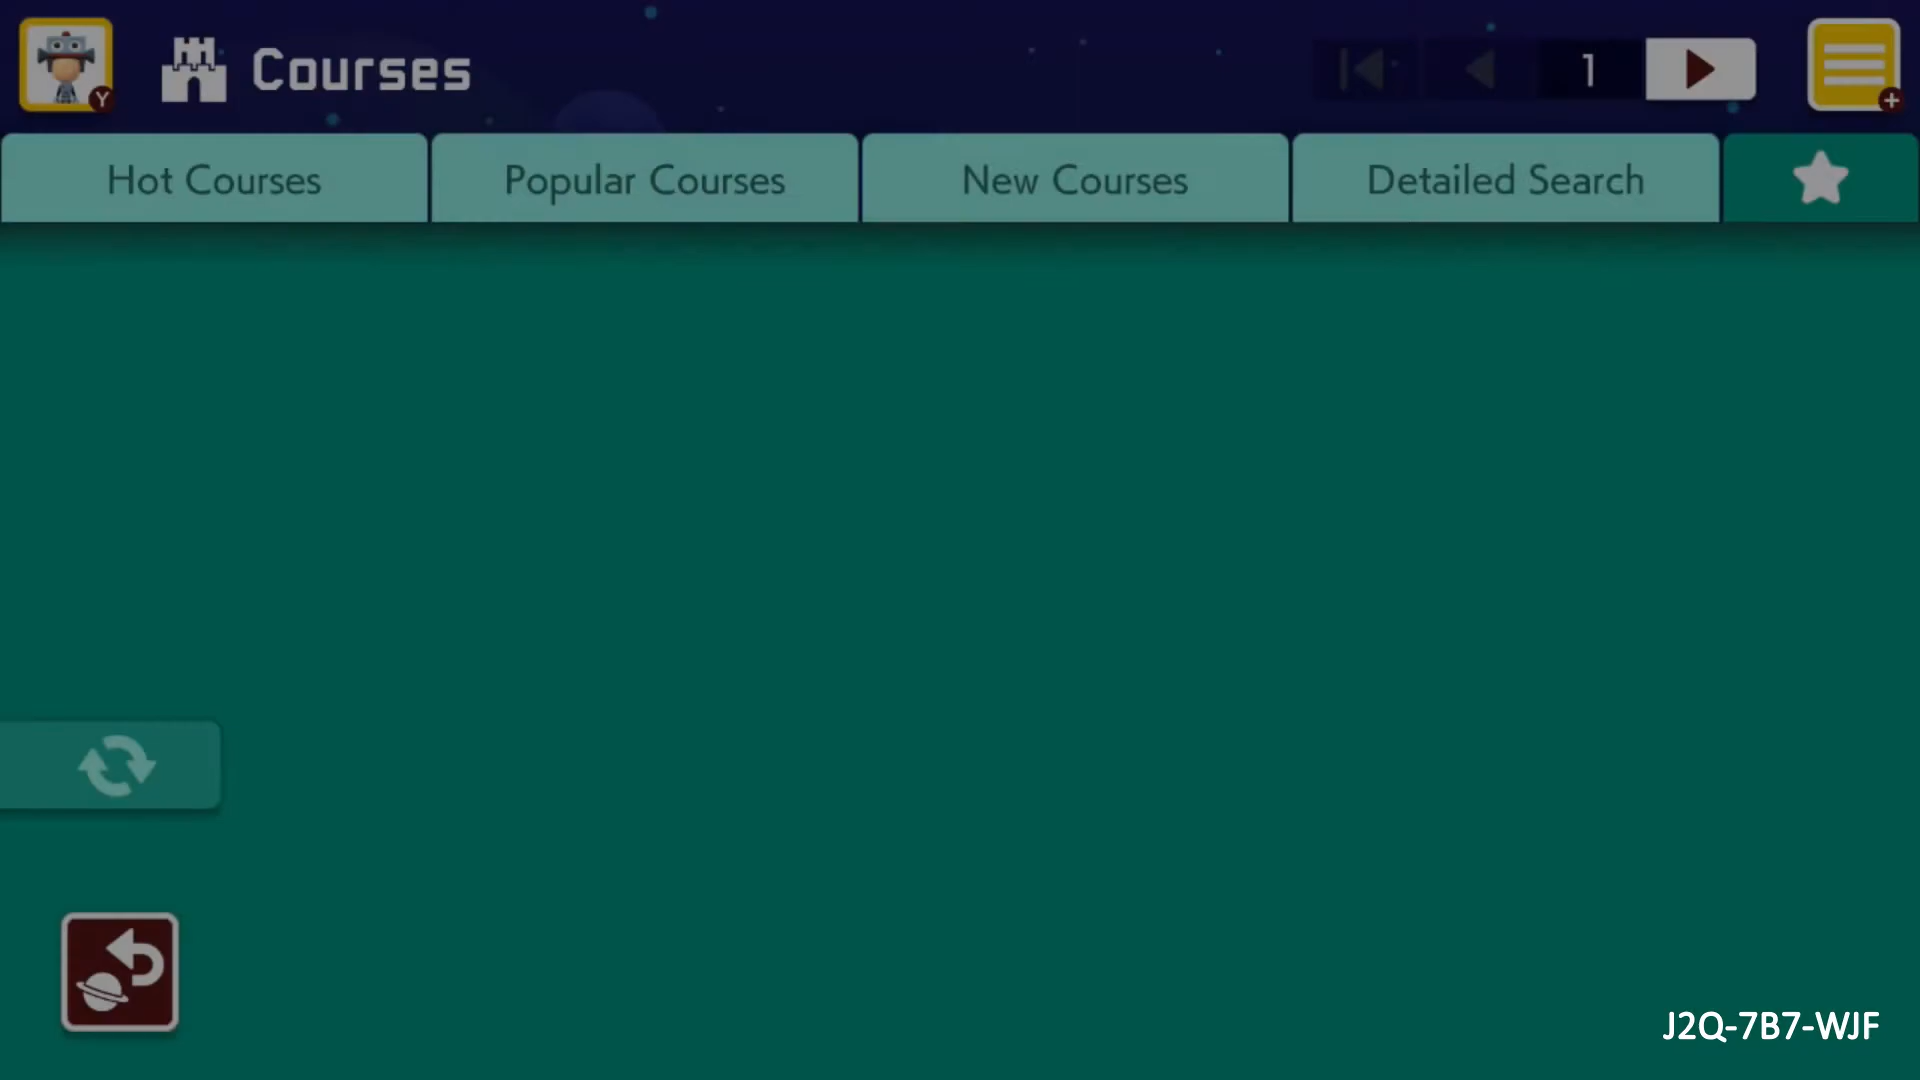 Courses
1
Hot Courses
Popular Courses
New Courses
Detailed Search
Y
+
J2Q-7B7-WJF